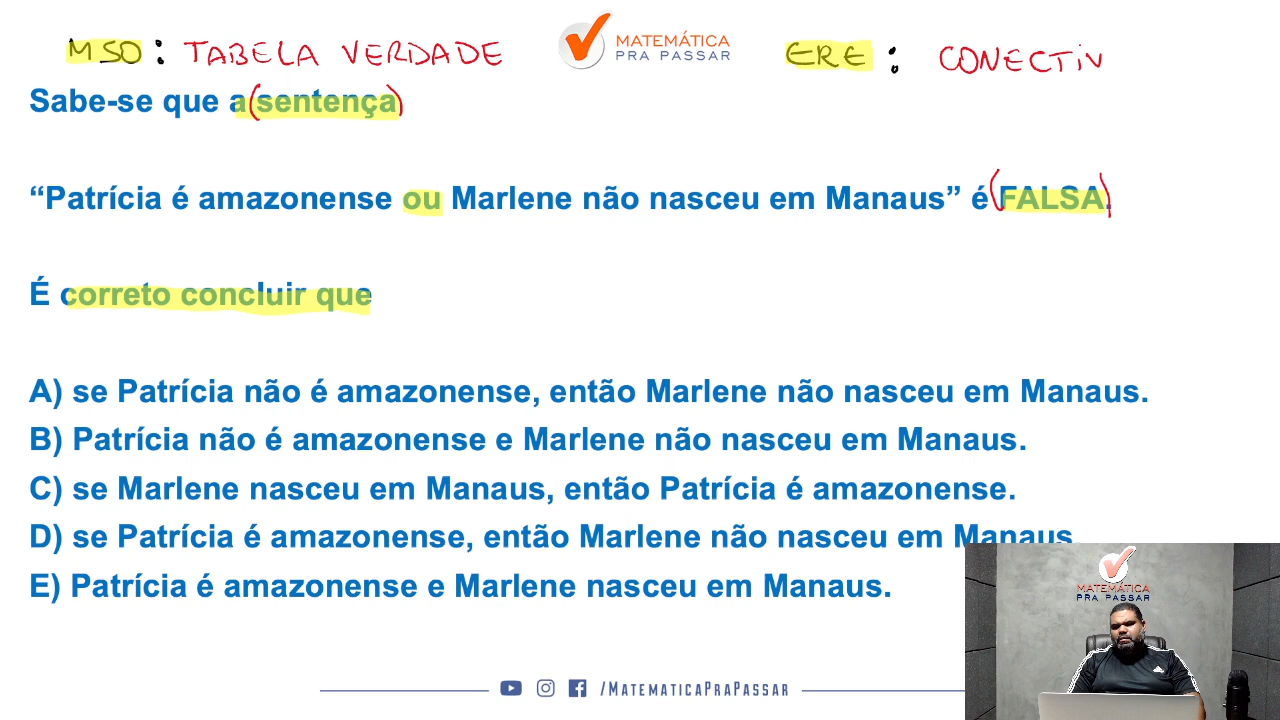 MSO : TABELA VERDADE
MATEMÁTICA
PRA PASSAR
ERE : CONECTIV
Sabe-se que a (sentença)
“Patrícia é amazonense ou Marlene não nasceu em Manaus” é (FALSA).
É correto concluir que
A) se Patrícia não é amazonense, então Marlene não nasceu em Manaus.
B) Patrícia não é amazonense e Marlene não nasceu em Manaus.
C) se Marlene nasceu em Manaus, então Patrícia é amazonense.
D) se Patrícia é amazonense, então Marlene não nasceu em Manaus.
E) Patrícia é amazonense e Marlene nasceu em Manaus.
MATEMÁTICA
PRA PASSAR
/MATEMATICAPRAPASSAR